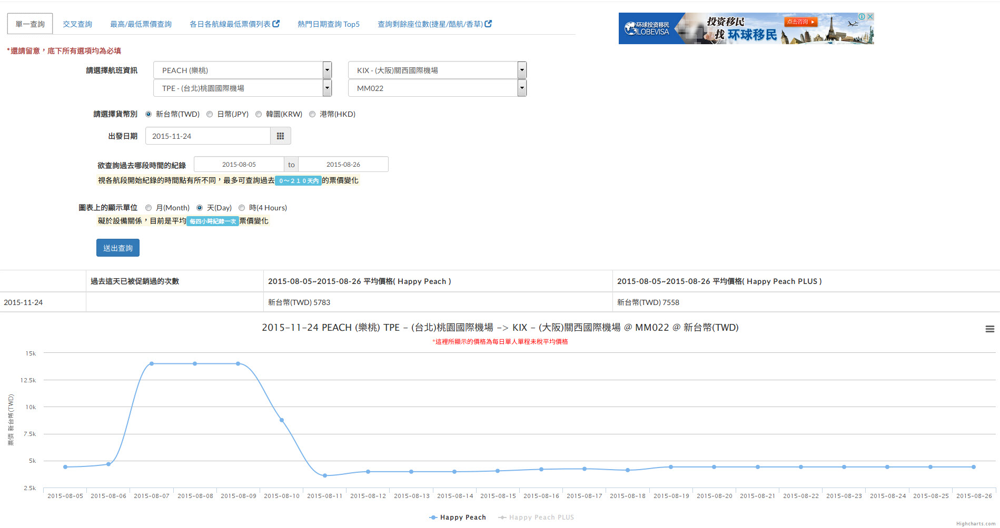 單一查詢 交叉查詢 最高/最低票價查詢 各日各航線最低票價列表 熱門日期查詢 Top5 查詢剩餘座位數(捷星/酷航/香草)
环球投资移民
GLOBEVISA
投资移民
找 环球移民
点击咨询
*還請留意，底下所有選項均為必填
請選擇航班資訊 PEACH (樂桃) KIX - (大阪)關西國際機場
TPE - (台北)桃園國際機場 MM022
請選擇貨幣別 新台幣(TWD) 日幣(JPY) 韓圜(KRW) 港幣(HKD)
出發日期 2015-11-24
欲查詢過去哪段時間的紀錄 2015-08-05 to 2015-08-26
視各航段開始紀錄的時間點有所不同，最多可查詢過去 0～210天內 的票價變化
圖表上的顯示單位 月(Month) 天(Day) 時(4 Hours)
礙於設備關係，目前是平均 每四小時紀錄一次 票價變化
送出查詢
過去這天已被促銷過的次數 2015-08-05~2015-08-26 平均價格( Happy Peach ) 2015-08-05~2015-08-26 平均價格( Happy Peach PLUS )
2015-11-24 新台幣(TWD) 5783 新台幣(TWD) 7558
2015-11-24 PEACH (樂桃) TPE - (台北)桃園國際機場 -> KIX - (大阪)關西國際機場 @ MM022 @ 新台幣(TWD)
*這裡所顯示的價格為每日單人單程未稅平均價格
票價 新台幣(TWD)
15k
12.5k
10k
7.5k
5k
2.5k
2015-08-05 2015-08-06 2015-08-07 2015-08-08 2015-08-09 2015-08-10 2015-08-11 2015-08-12 2015-08-13 2015-08-14 2015-08-15 2015-08-16 2015-08-17 2015-08-18 2015-08-19 2015-08-20 2015-08-21 2015-08-22 2015-08-23 2015-08-24 2015-08-25 2015-08-26
Happy Peach Happy Peach PLUS
Highcharts.com